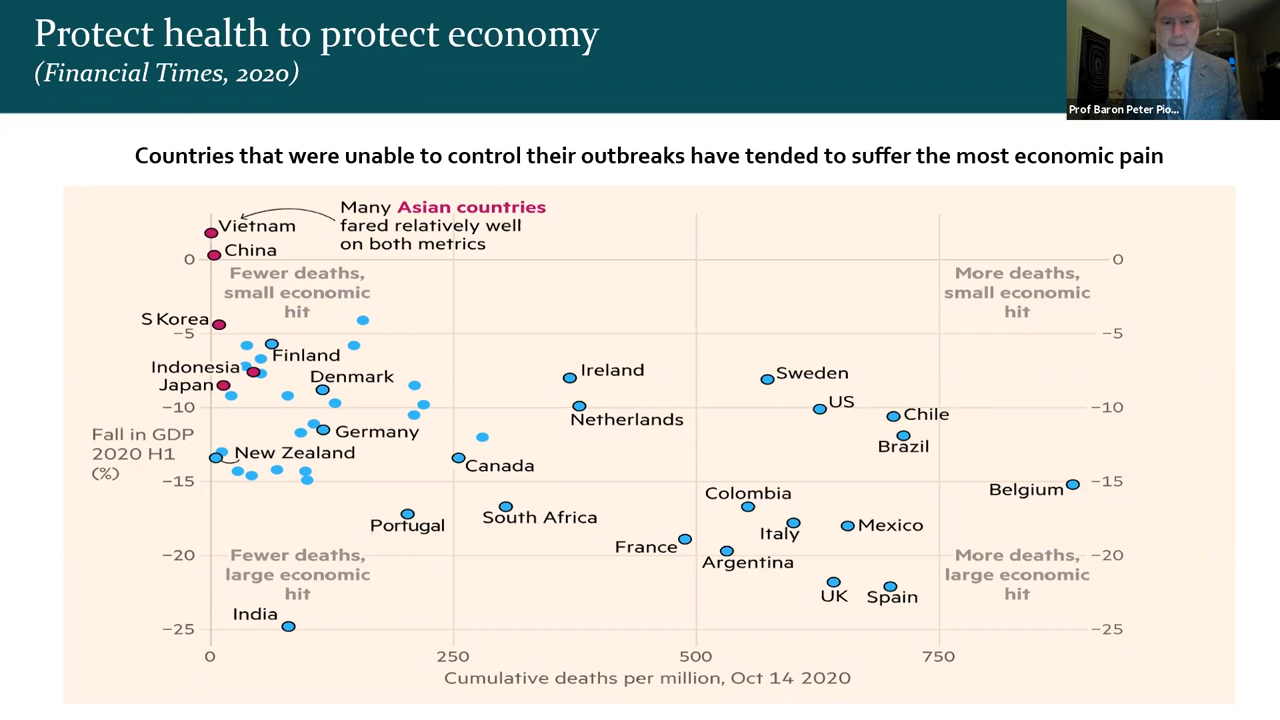 Protect health to protect economy
(Financial Times, 2020)
Prof Baron Peter Pio...
Countries that were unable to control their outbreaks have tended to suffer the most economic pain
Many Asian countries
fared relatively well
on both metrics
Vietnam
China
0
0
Fewer deaths,
small economic
hit
More deaths,
small economic
hit
S Korea
−5
−5
Finland
Indonesia
Japan
Denmark
Ireland
Sweden
−10
−10
Netherlands
US
Chile
Brazil
Germany
Fall in GDP
2020 H1
(%)
New Zealand
Canada
−15
−15
Belgium
Portugal
South Africa
Colombia
Italy
Mexico
France
Argentina
−20
−20
Fewer deaths,
large economic
hit
More deaths,
large economic
hit
UK
Spain
India
−25
−25
0
250
500
750
Cumulative deaths per million, Oct 14 2020